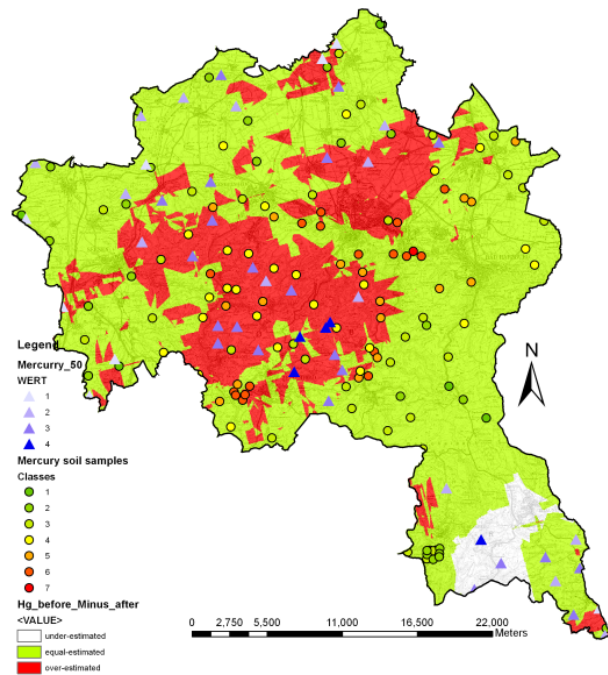 N
Legend
Mercurry_50
WERT
1
2
3
4
Mercury soil samples
Classes
1
2
3
4
5
6
7
Hg_before_Minus_after
<VALUE>
under-estimated
equal-estimated
over-estimated
0 2,750 5,500 11,000 16,500 22,000
Meters